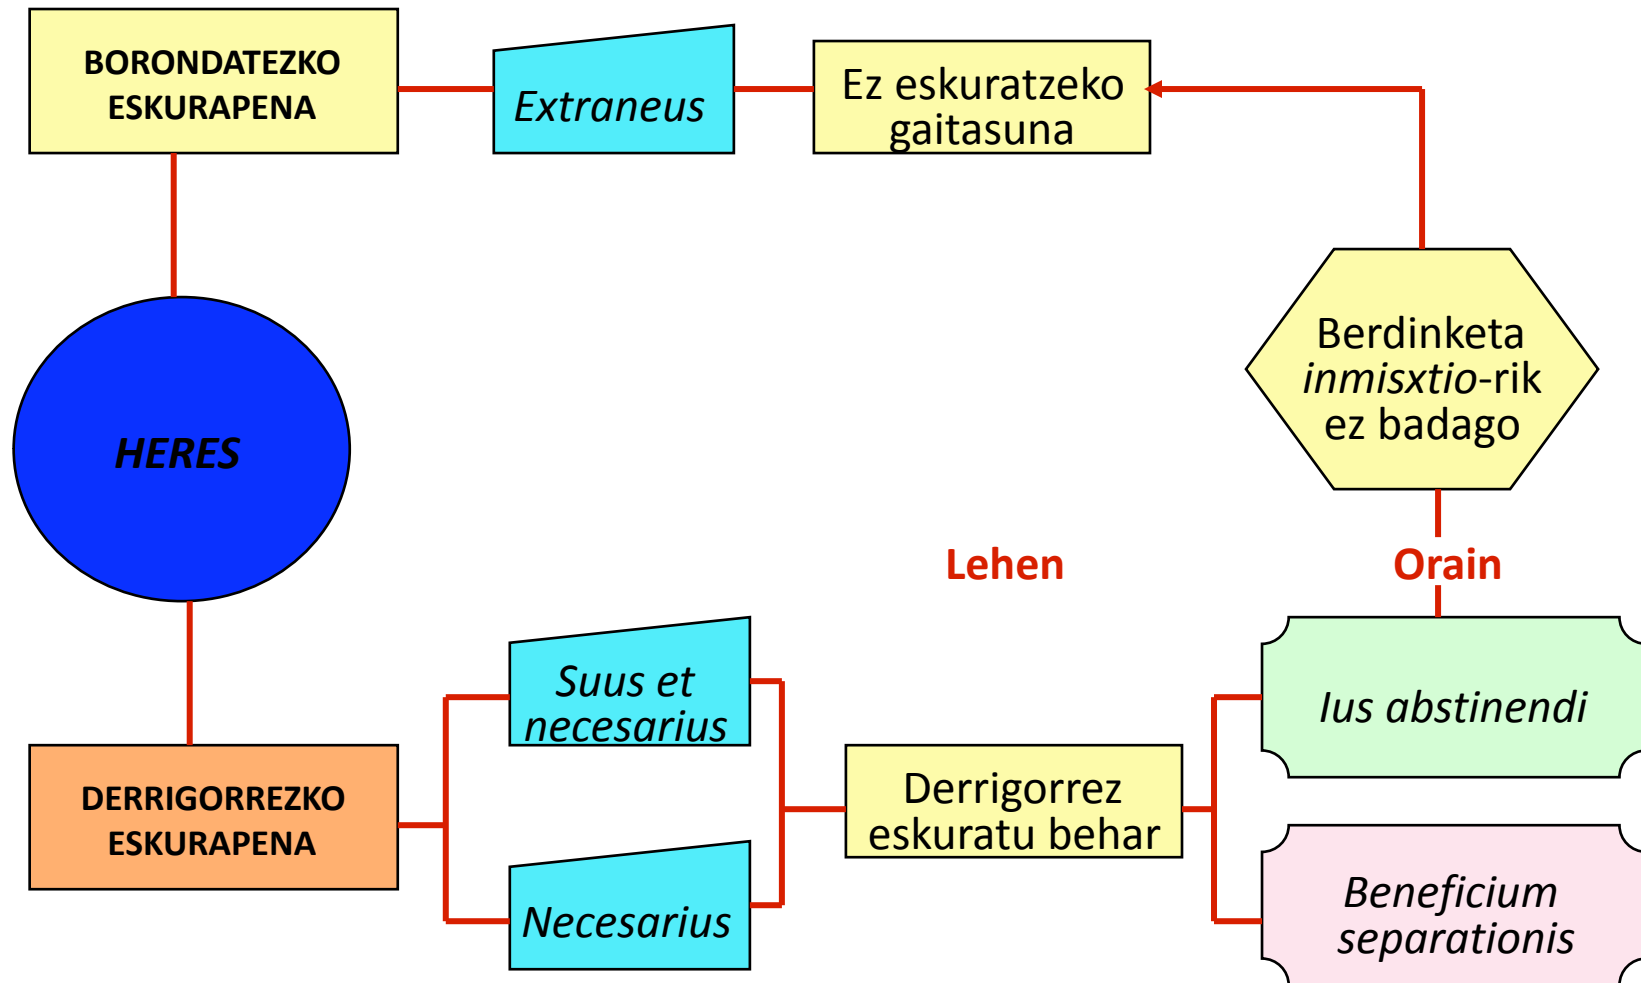 BORONDATEZKO
ESKURAPENA
Extraneus
Ez eskuratzeko
gaitasuna
Berdinketa
inmisxtio-rik
ez badago
HERES
Lehen
Orain
Suus et
necesarius
Ius abstinendi
DERRIGORREZKO
ESKURAPENA
Derrigorrez
eskuratu behar
Necesarius
Beneficium
separationis